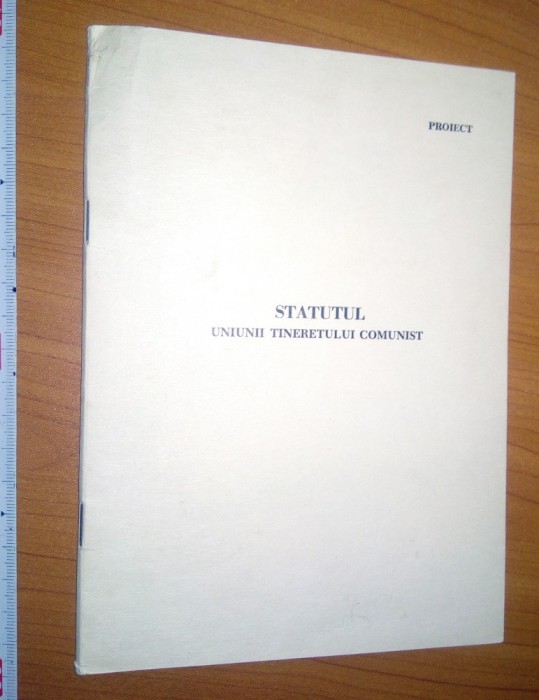 PROIECT
STATUTUL
UNIUNII TINERETULUI COMUNIST